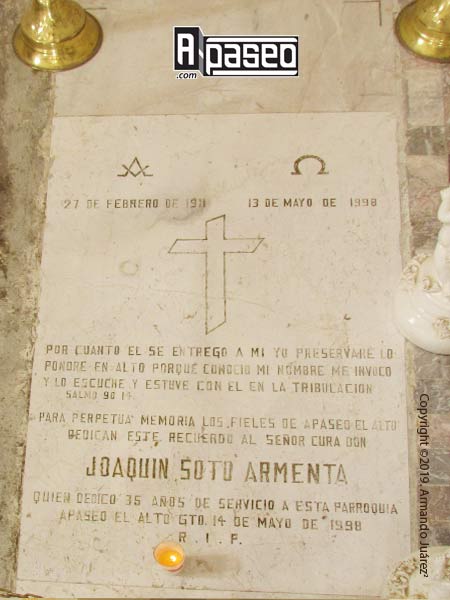 Apaseo
.com
Α Ω
27 DE FEBRERO DE 1911 13 DE MAYO DE 1998
POR CUANTO EL SE ENTREGO A MI YO PRESERVARE LO
PONDRE EN ALTO PORQUÉ CONOCIO MI NOMBRE ME INVOCO
Y LO ESCUCHE Y ESTUVE CON EL EN LA TRIBULACION
SALMO 90 14
PARA PERPETUA MEMORIA LOS FIELES DE APASEO EL ALTO
DEDICAN ESTE RECUERDO AL SEÑOR CURA DON
JOAQUIN SOTO ARMENTA
QUIEN DEDICO 35 AÑOS DE SERVICIO A ESTA PARROQUIA
APASEO EL ALTO GTO. 14 DE MAYO DE 1998
R. I. P.
Copyright ©2019, Armando Juárez²